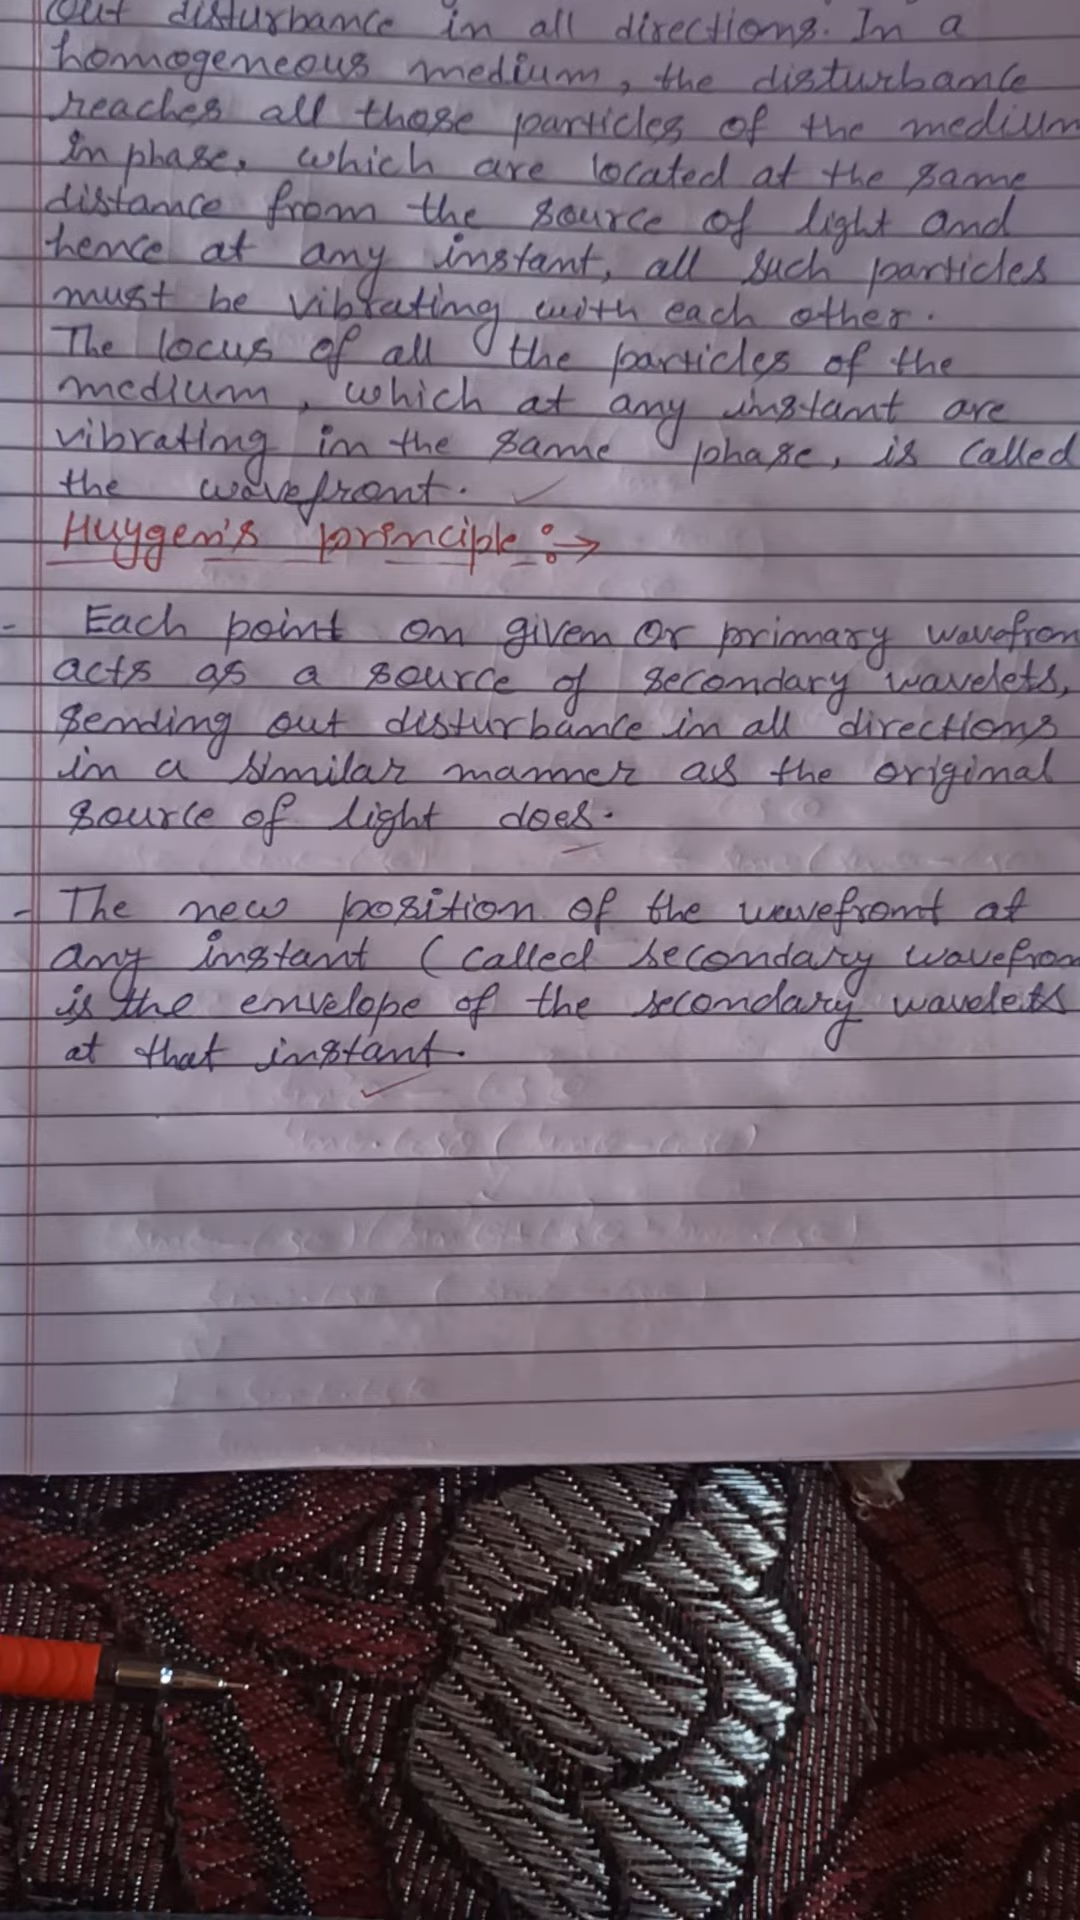 out disturbance in all directions. In a
homogeneous medium, the disturbance
reaches all those particles of the medium
in phase, which are located at the same
distance from the source of light and
hence at any instant, all such particles
must be vibrating with each other.
The locus of all the particles of the
medium, which at any instant are
vibrating in the same phase, is called
the wavefront.
Huygen's principle :→
- Each point on given or primary wavefron
acts as a source of secondary wavelets,
sending out disturbance in all directions
in a similar manner as the original
source of light does.
- The new position of the wavefront at
any instant (called secondary wavefron
is the envelope of the secondary wavelets
at that instant.